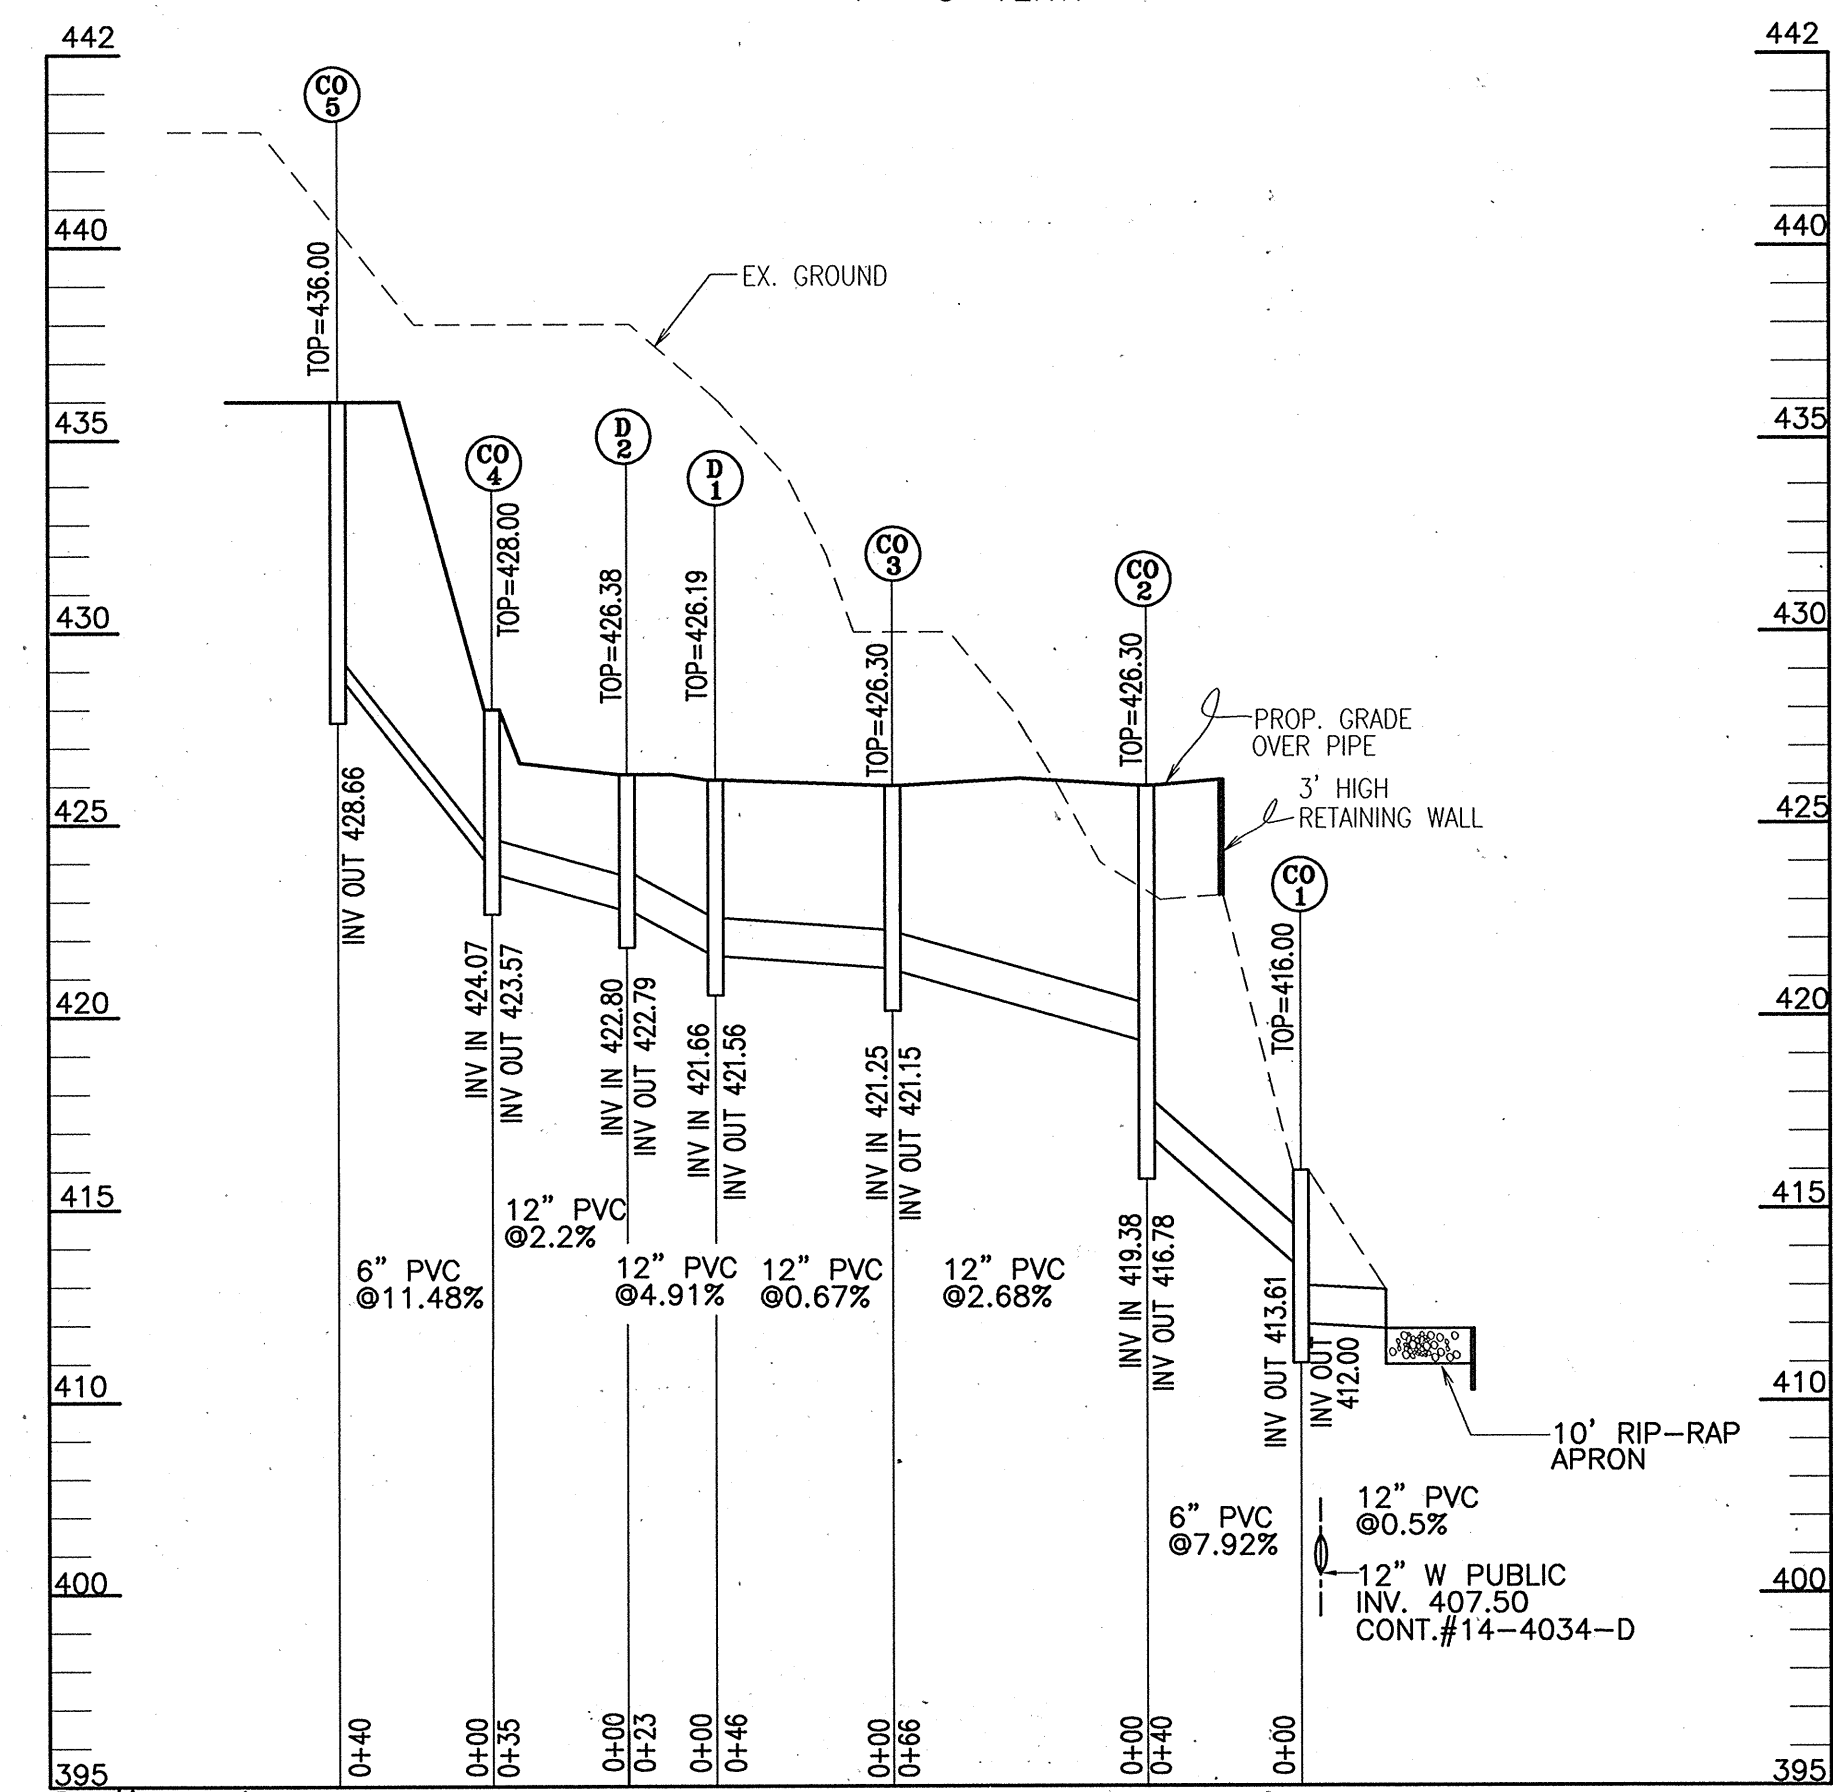 442
442
CO
5
440
440
TOP=436.00
EX. GROUND
435
435
D
2
CO
4
D
1
TOP=428.00
CO
3
CO
2
TOP=426.38
TOP=426.19
430
430
TOP=426.30
TOP=426.30
PROP. GRADE
OVER PIPE
3' HIGH
RETAINING WALL
425
425
CO
1
INV OUT 428.66
TOP=416.00
INV IN 424.07
INV OUT 423.57
INV IN 422.80
INV OUT 422.79
INV IN 421.66
INV OUT 421.56
INV IN 421.25
INV OUT 421.15
420
420
415
415
12" PVC
@2.2%
INV IN 419.38
INV OUT 416.78
6" PVC
@11.48%
12" PVC
@4.91%
12" PVC
@0.67%
12" PVC
@2.68%
INV OUT 413.61
INV OUT
412.00
410
410
10' RIP-RAP
APRON
6" PVC
@7.92%
12" PVC
@0.5%
400
400
12" W PUBLIC
INV. 407.50
CONT.#14-4034-D
0+40
0+00
0+35
0+00
0+23
0+00
0+46
0+00
0+66
0+00
0+40
0+00
395
395